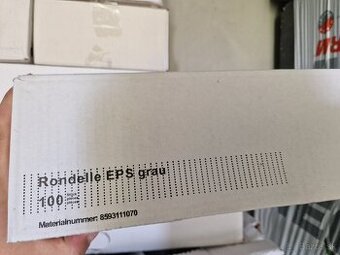 Rondelle EPS grau
100
Materialnummer: 8593111070